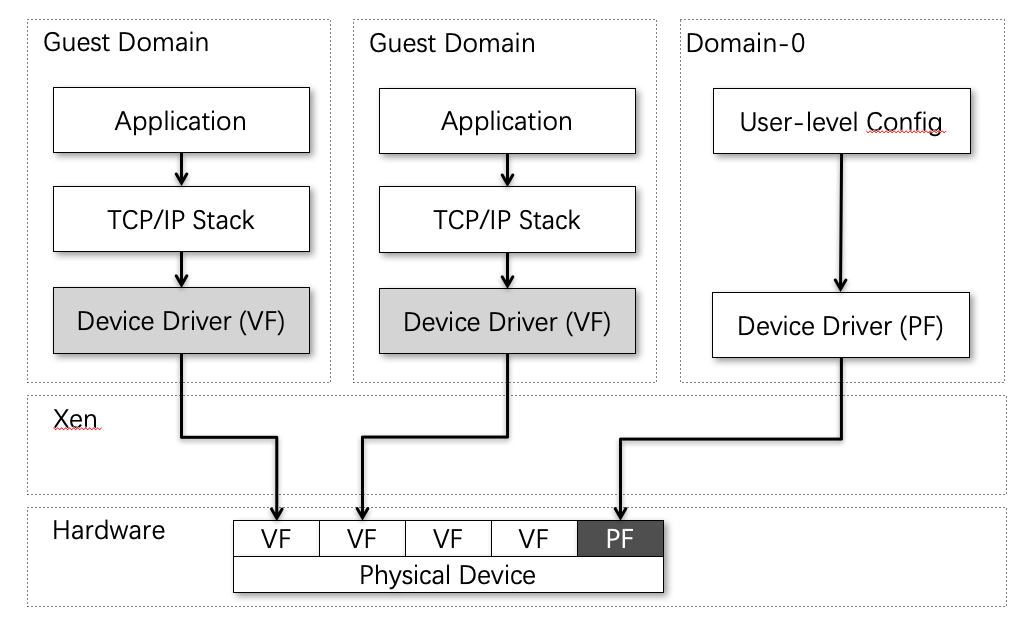 Guest Domain
Application
TCP/IP Stack
Device Driver (VF)
Guest Domain
Application
TCP/IP Stack
Device Driver (VF)
Domain-0
User-level Config
Device Driver (PF)
Xen
Hardware
VF
VF
VF
VF
PF
Physical Device